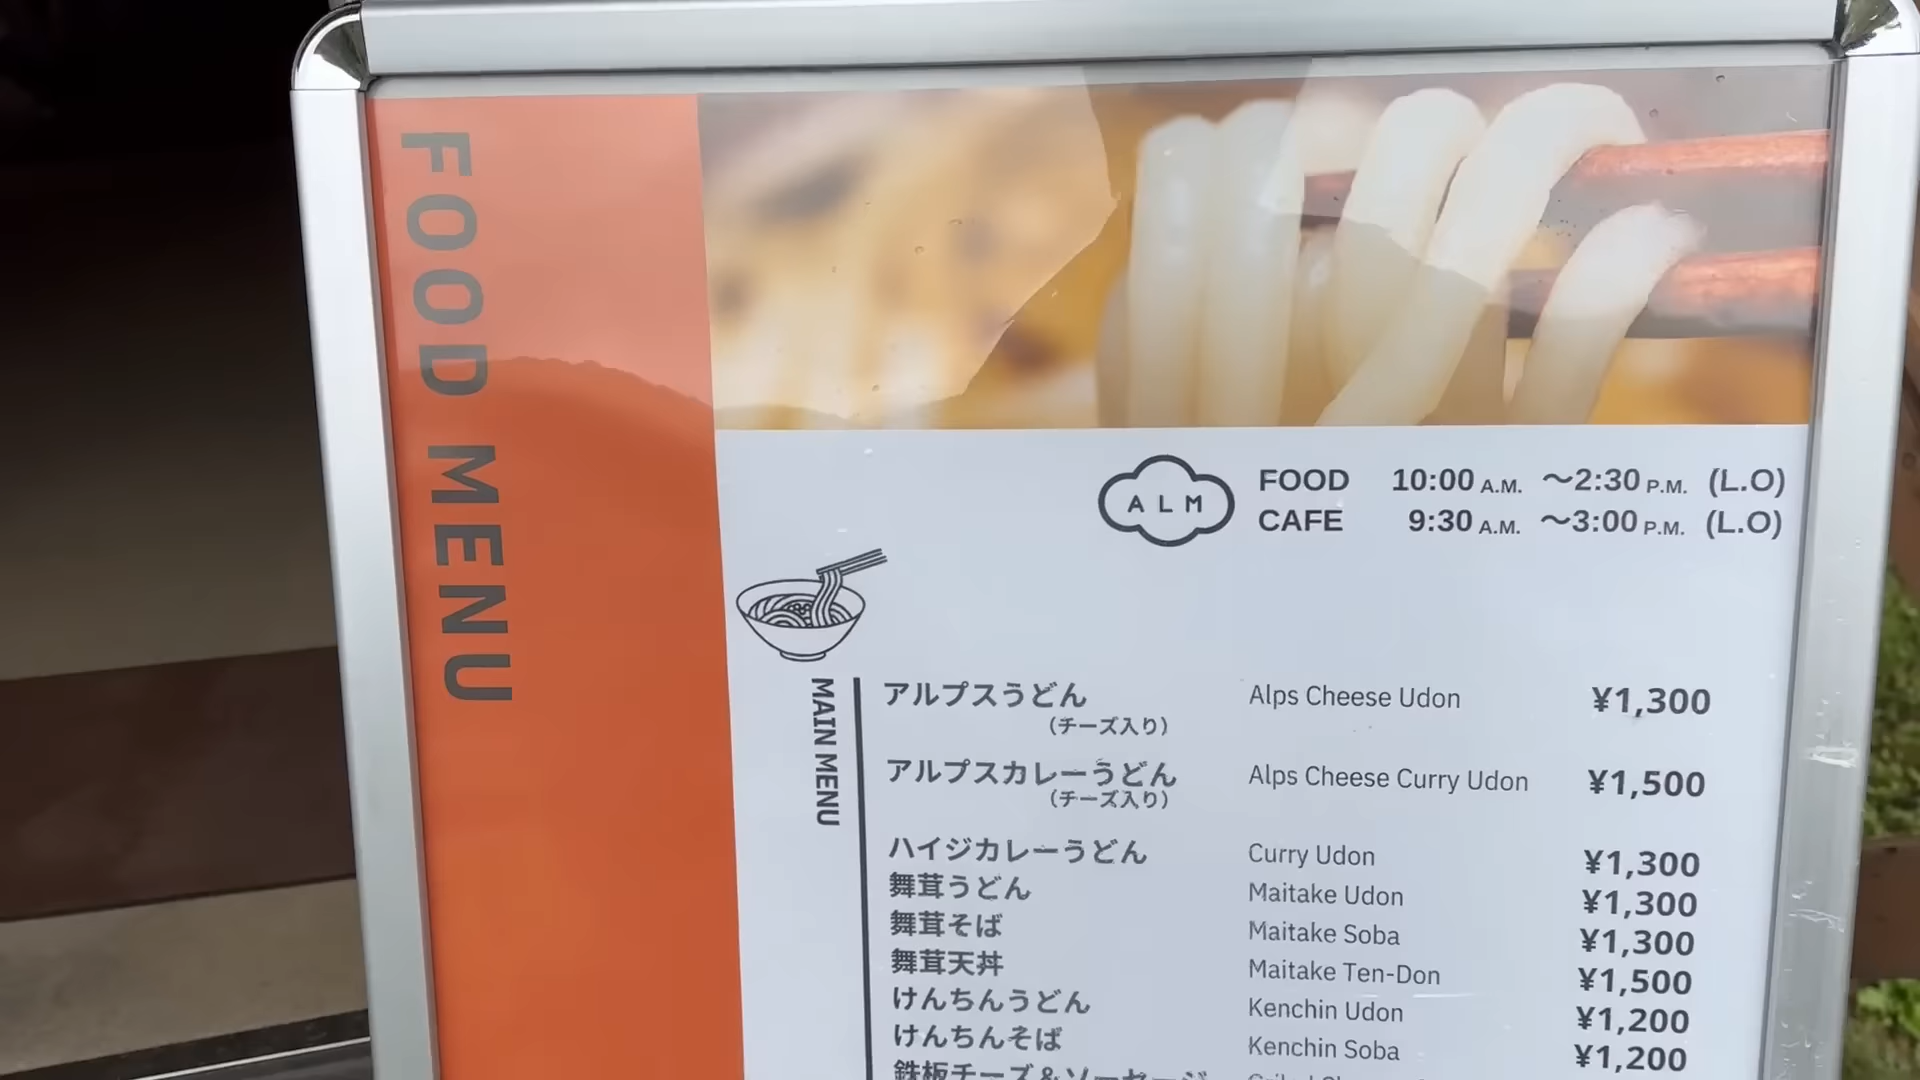 FOOD MENU
ALM
FOOD 10:00 A.M. ～2:30 P.M. (L.O)
CAFE 9:30 A.M. ～3:00 P.M. (L.O)
MAIN MENU
アルプスうどん Alps Cheese Udon ¥1,300
（チーズ入り）
アルプスカレーうどん Alps Cheese Curry Udon ¥1,500
（チーズ入り）
ハイジカレーうどん Curry Udon ¥1,300
舞茸うどん Maitake Udon ¥1,300
舞茸そば Maitake Soba ¥1,300
舞茸天丼 Maitake Ten-Don ¥1,500
けんちんうどん Kenchin Udon ¥1,200
けんちんそば Kenchin Soba ¥1,200
鉄板チーズ＆ソーセージ